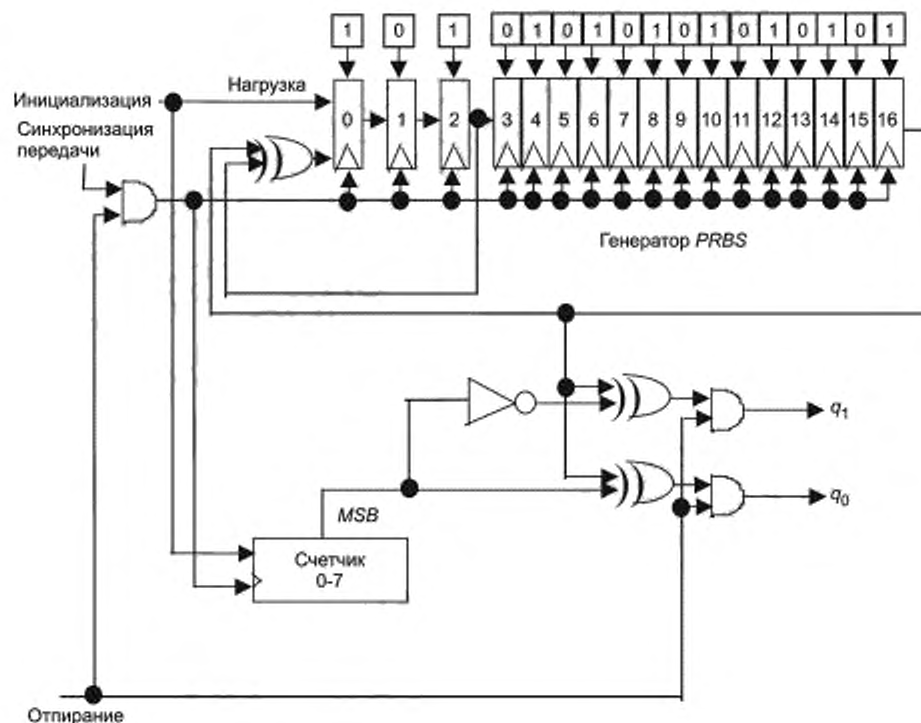 1 0 1 0 1 0 1 0 1 0 1 0 1 0 1 0 1
Нагрузка
Инициализация
0 1 2 3 4 5 6 7 8 9 10 11 12 13 14 15 16
Синхронизация
передачи
Генератор PRBS
q1
q0
MSB
Счетчик
0-7
Отпирание